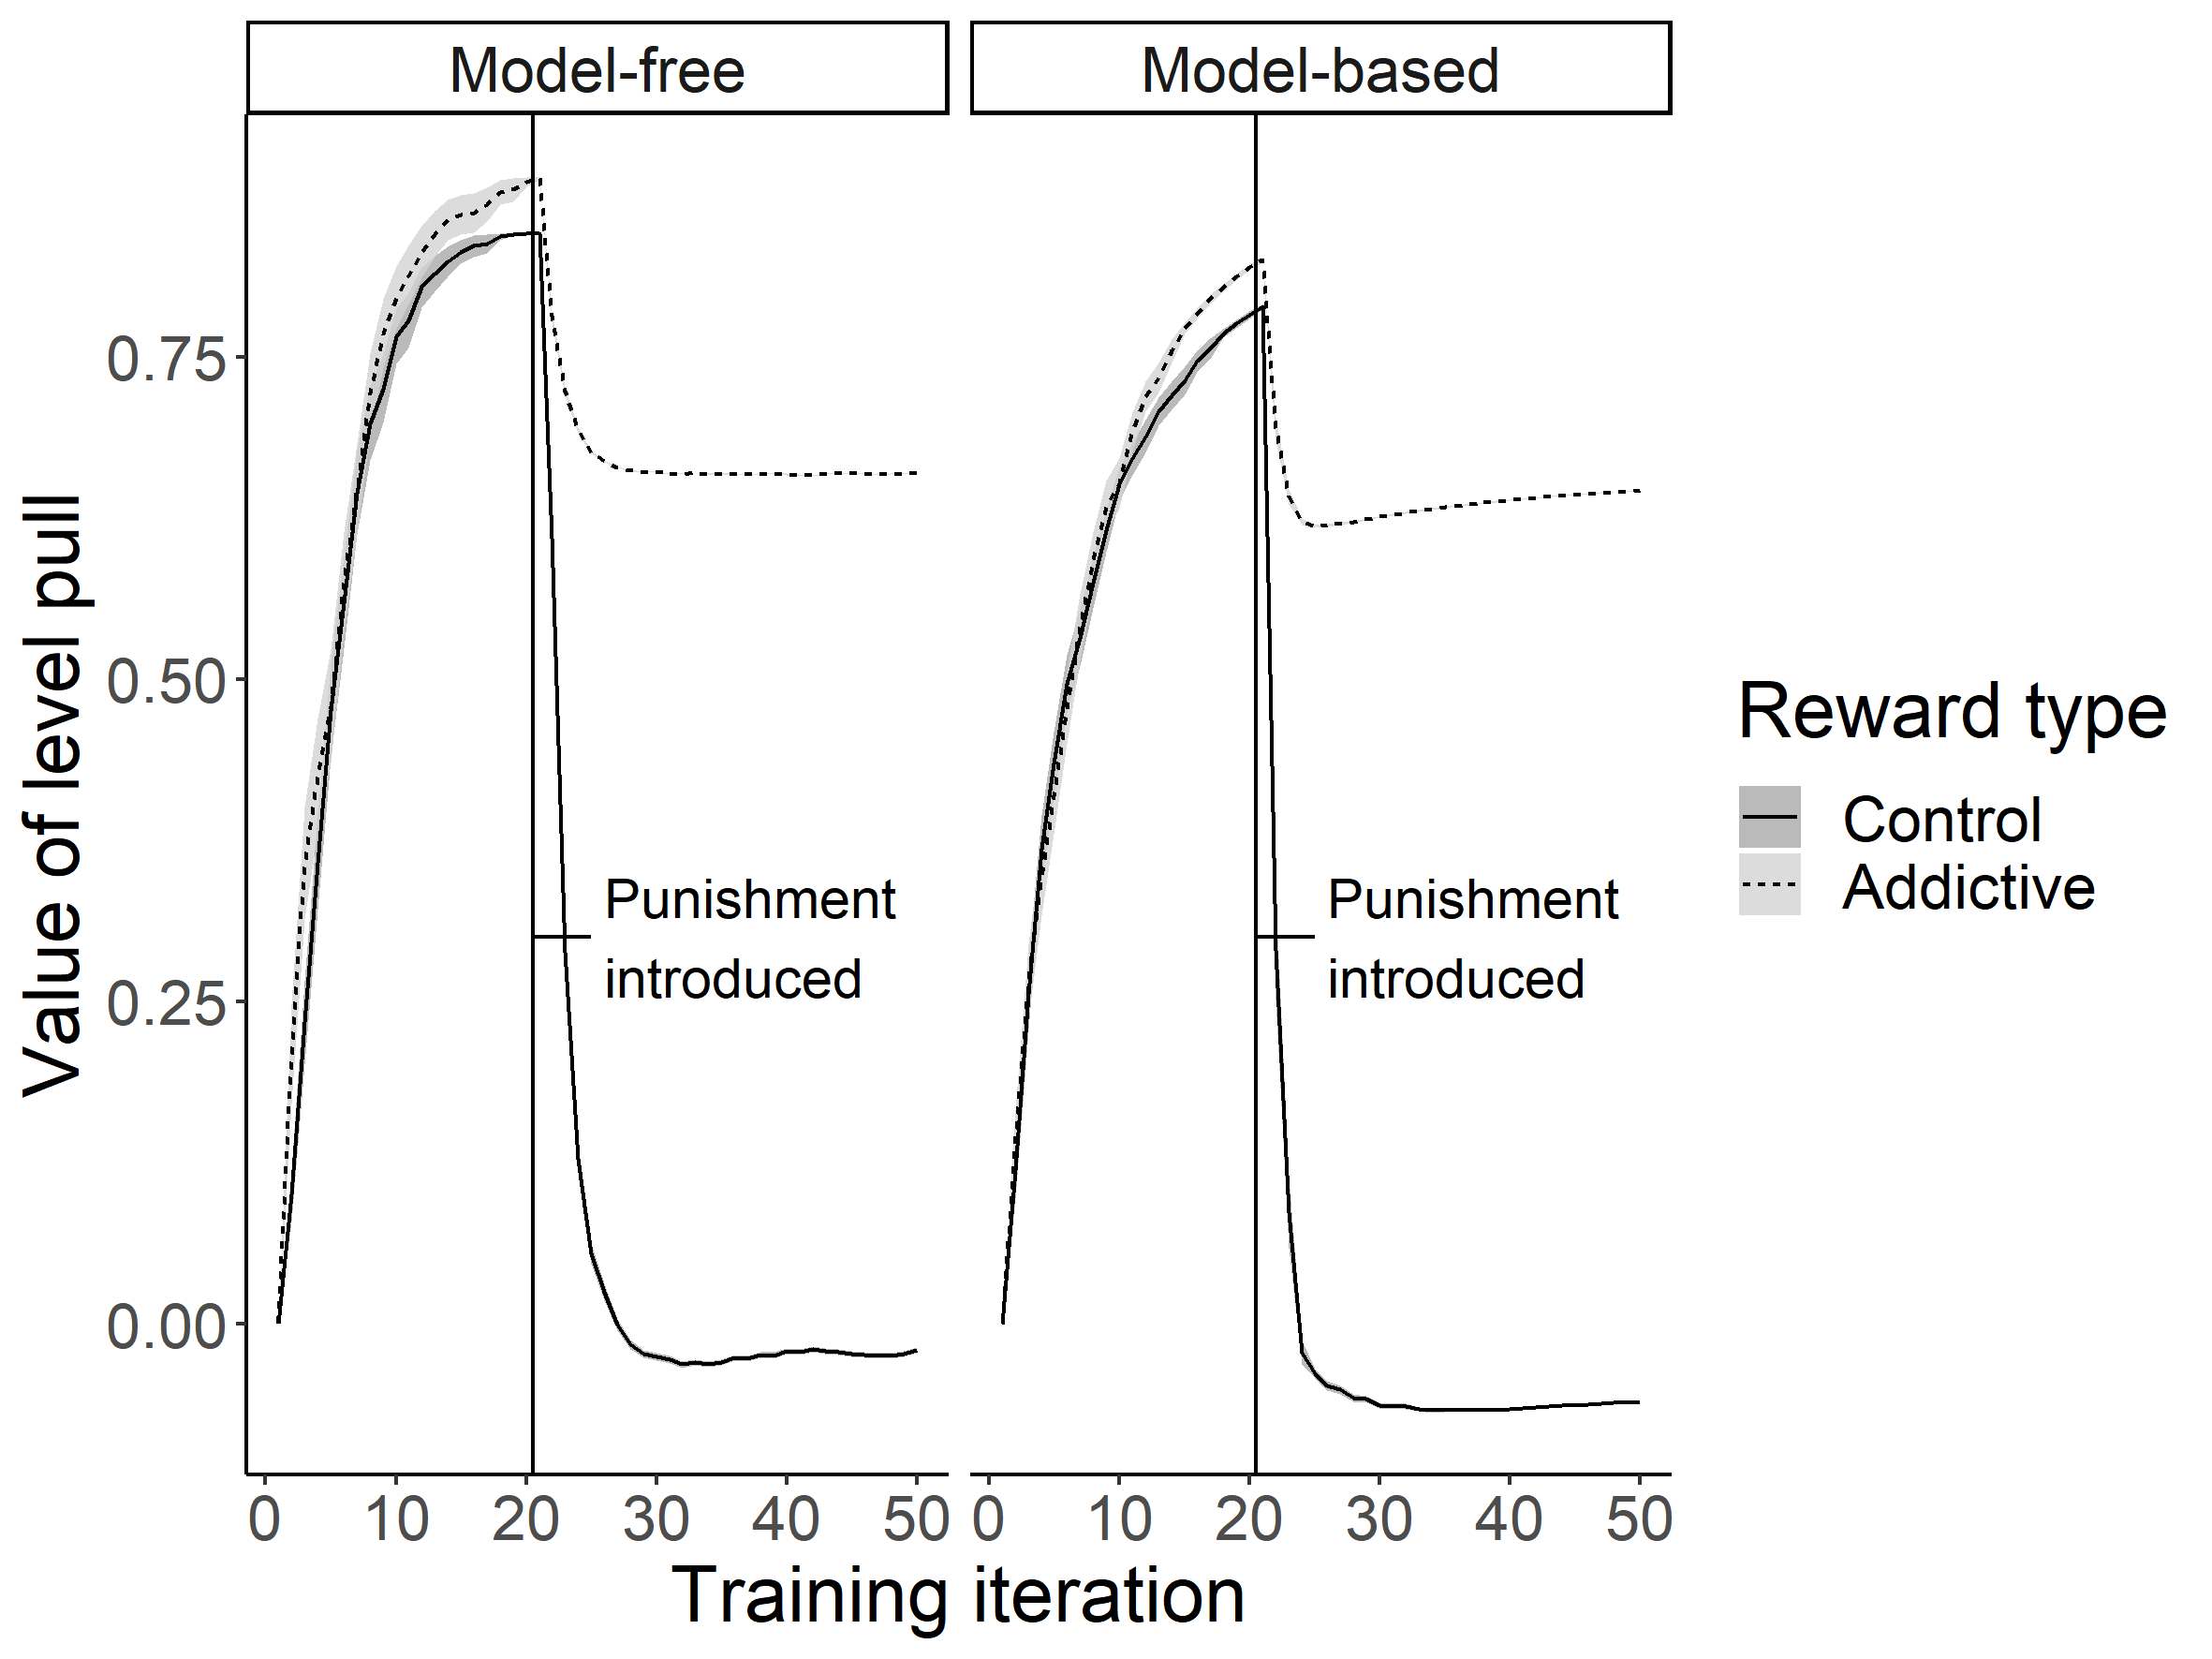 Model-free
Model-based
Value of level pull
0.75
0.50
0.25
0.00
Punishment
introduced
Punishment
introduced
0 10 20 30 40 50
0 10 20 30 40 50
Training iteration
Reward type
Control
Addictive